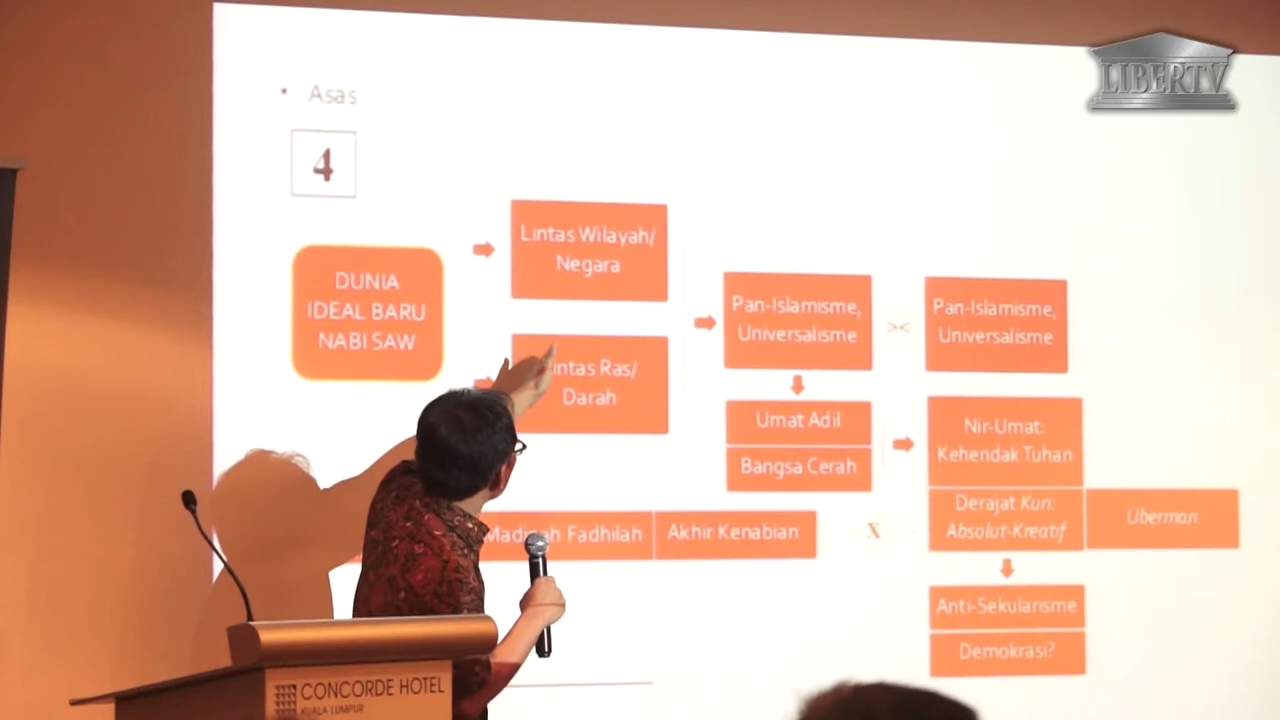 LIBERTV
• Asas
4
DUNIA
IDEAL BARU
NABI SAW
Lintas Wilayah/
Negara
intas Ras/
Darah
Pan-Islamisme,
Universalisme
><
Pan-Islamisme,
Universalisme
Umat Adil
Bangsa Cerah
Nir-Umat:
Kehendak Tuhan
Derajat Kun:
Absolut-Kreatif
Uberman
Madinah Fadhilah
Akhir Kenabian
X
Anti-Sekularisme
Demokrasi?
CONCORDE HOTEL
KUALA LUMPUR